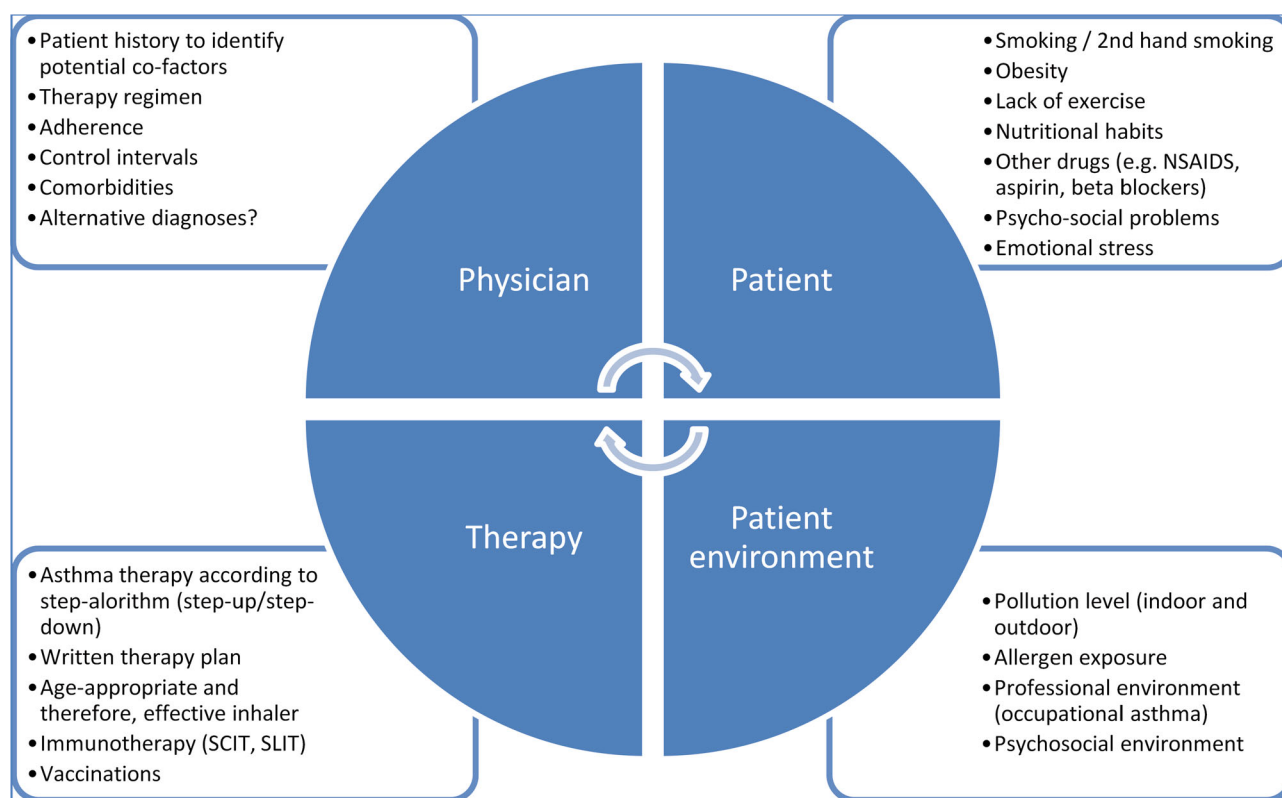 •Patient history to identify
potential co-factors
•Therapy regimen
•Adherence
•Control intervals
•Comorbidities
•Alternative diagnoses?
•Smoking / 2nd hand smoking
•Obesity
•Lack of exercise
•Nutritional habits
•Other drugs (e.g. NSAIDS,
aspirin, beta blockers)
•Psycho-social problems
•Emotional stress
Physician
Patient
Therapy
Patient
environment
•Asthma therapy according to
step-alorithm (step-up/step-
down)
•Written therapy plan
•Age-appropriate and
therefore, effective inhaler
•Immunotherapy (SCIT, SLIT)
•Vaccinations
•Pollution level (indoor and
outdoor)
•Allergen exposure
•Professional environment
(occupational asthma)
•Psychosocial environment